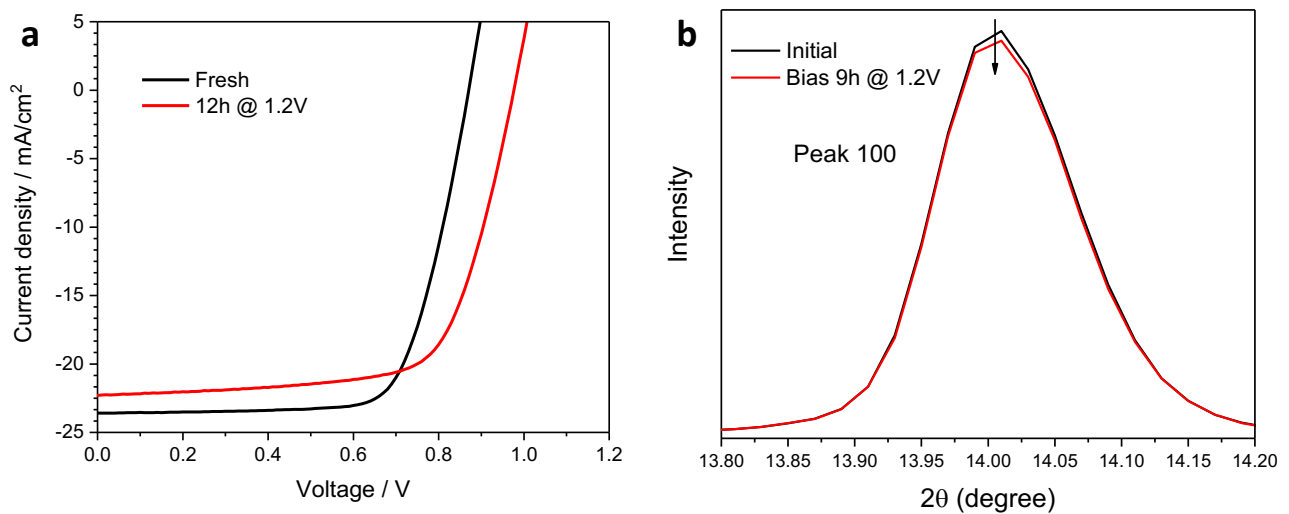 a
Fresh
12h @ 1.2V
5
0
-5
-10
-15
-20
-25
0.0 0.2 0.4 0.6 0.8 1.0 1.2
Current density / mA/cm²
Voltage / V
b
Initial
Bias 9h @ 1.2V
Peak 100
Intensity
13.80 13.85 13.90 13.95 14.00 14.05 14.10 14.15 14.20
2θ (degree)